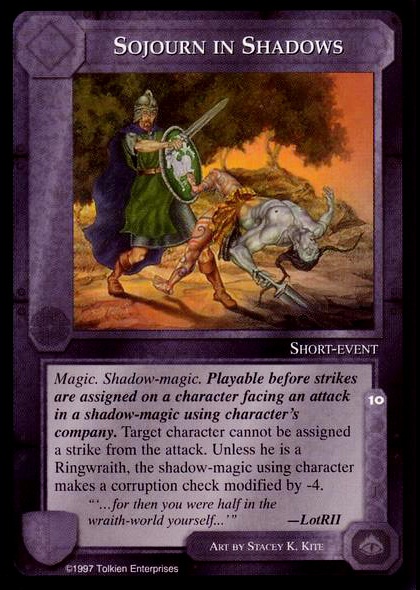 SOJOURN IN SHADOWS
SHORT-EVENT
Magic. Shadow-magic. Playable before strikes
are assigned on a character facing an attack
in a shadow-magic using character's
company. Target character cannot be assigned
a strike from the attack. Unless he is a
Ringwraith, the shadow-magic using character
makes a corruption check modified by -4.
10
“‘...for then you were half in the
wraith-world yourself...’” —LotRII
ART BY STACEY K. KITE
©1997 Tolkien Enterprises